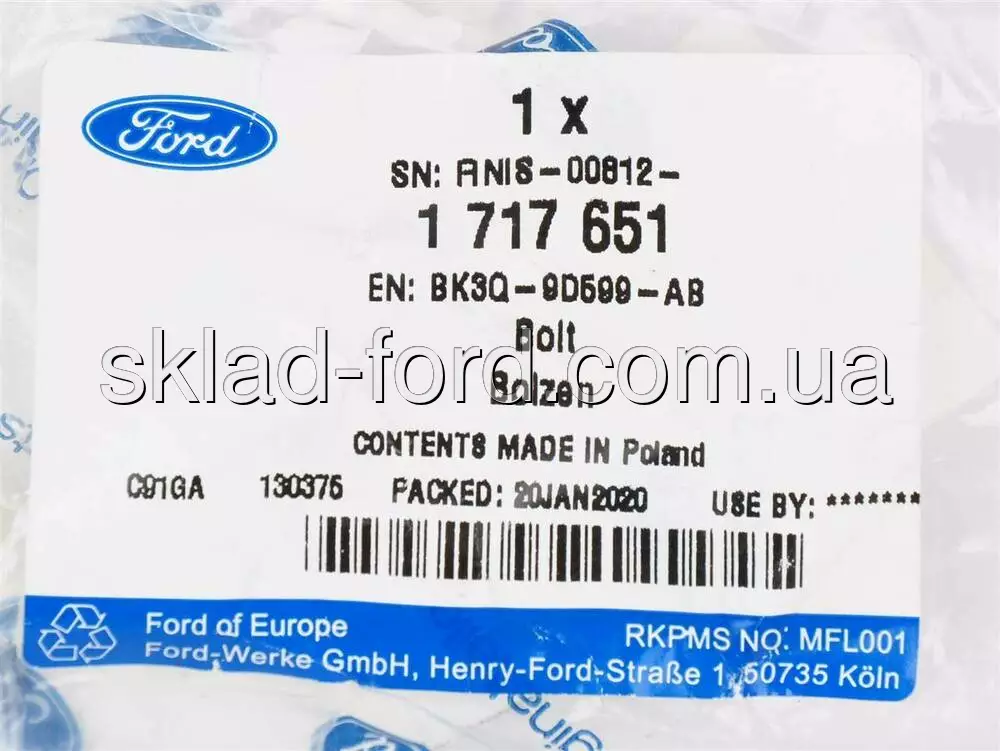 Ford
1 x
SN: ANIS-00812-
1 717 651
EN: BK3Q-9D599-AB
Bolt
Bolzen
sklad-ford.com.ua
CONTENTS MADE IN Poland
C91GA 130375 PACKED: 20JAN2020 USE BY: *******
Ford of Europe
RKPMS NO. MFL001
Ford-Werke GmbH, Henry-Ford-Straße 1, 50735 Köln